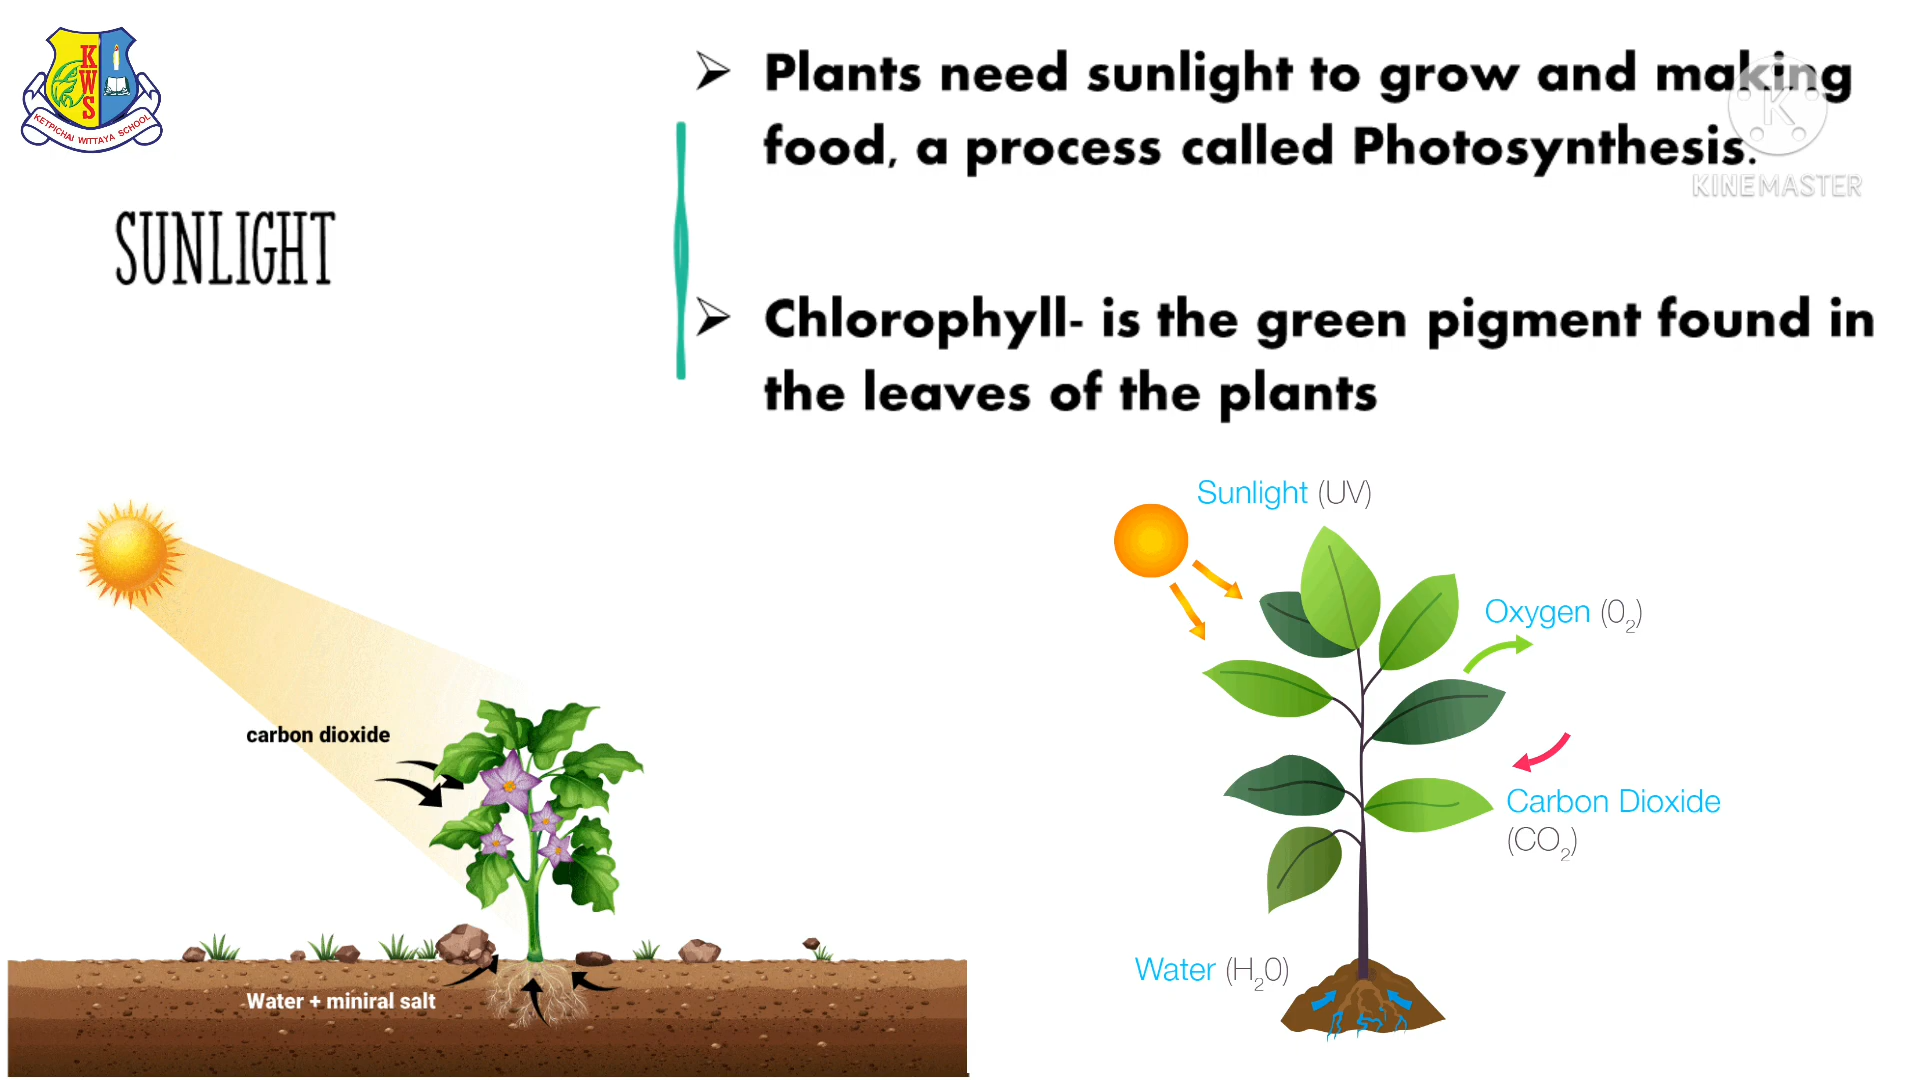 KWS
KETPICHAI WITTAYA SCHOOL
SUNLIGHT
➢ Plants need sunlight to grow and making
food, a process called Photosynthesis.
K
KINEMASTER
➢ Chlorophyll- is the green pigment found in
the leaves of the plants
carbon dioxide
Water + miniral salt
Sunlight (UV)
Oxygen (0₂)
Carbon Dioxide
(CO₂)
Water (H₂0)